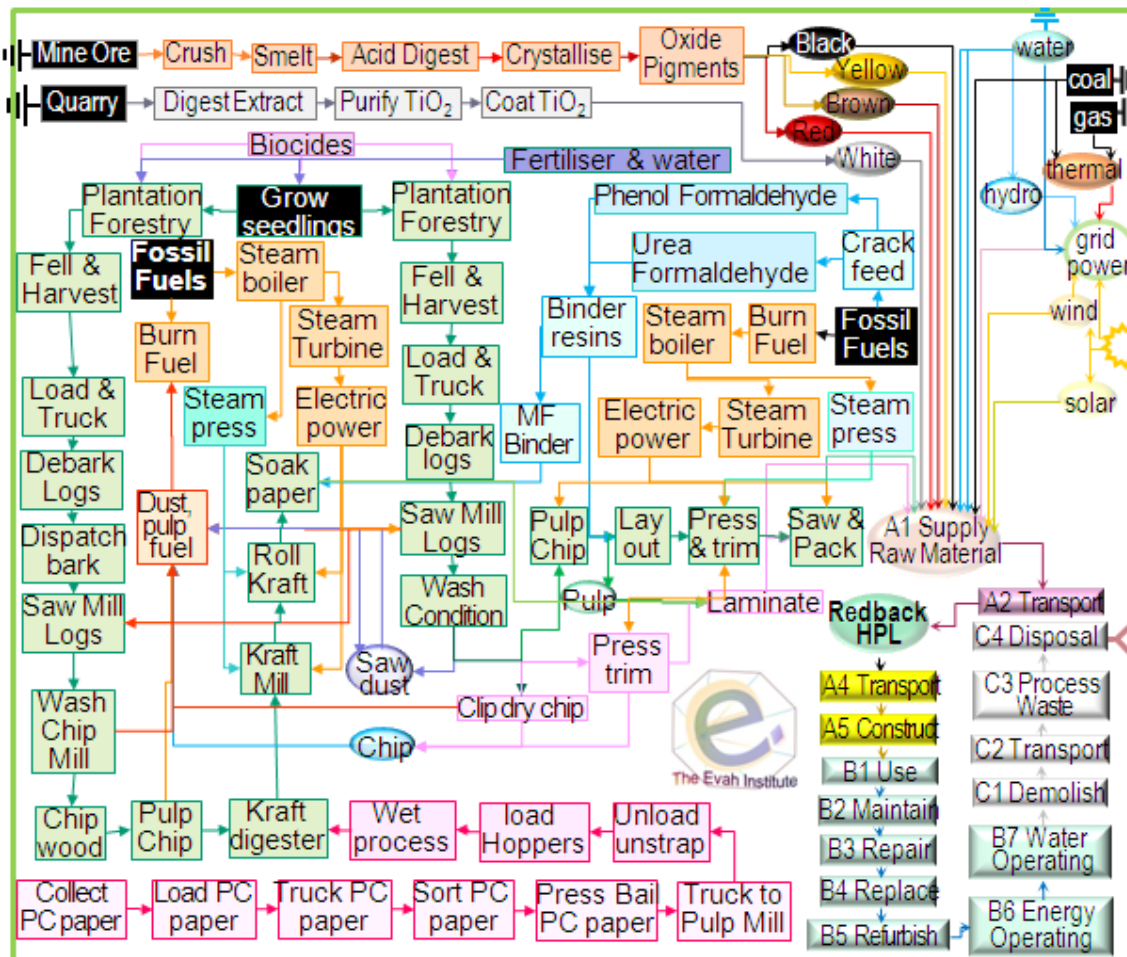 Mine Ore
Crush
Smelt
Acid Digest
Crystallise
Oxide
Pigments
Black
Yellow
Brown
Red
White
water
coal
gas
thermal
hydro
grid
power
wind
solar
Quarry
Digest Extract
Purify TiO₂
Coat TiO₂
Biocides
Fertiliser & water
Plantation
Forestry
Grow
seedlings
Plantation
Forestry
Phenol Formaldehyde
Urea
Formaldehyde
Crack
feed
Fell &
Harvest
Fossil
Fuels
Steam
boiler
Fell &
Harvest
Binder
resins
Steam
boiler
Burn
Fuel
Fossil
Fuels
Burn
Fuel
Steam
Turbine
Load &
Truck
Load &
Truck
Steam
press
Electric
power
MF
Binder
Electric
power
Steam
Turbine
Steam
press
Debark
Logs
Soak
paper
Debark
logs
Dust,
pulp
fuel
Saw Mill
Logs
Pulp
Chip
Lay
out
Press
& trim
Saw &
Pack
A1 Supply
Raw Material
Dispatch
bark
Roll
Kraft
Wash
Condition
Pulp
Laminate
Redback
HPL
A2 Transport
C4 Disposal
Saw Mill
Logs
Kraft
Mill
Saw
dust
Press
trim
A4 Transport
C3 Process
Waste
Wash
Chip
Mill
Clip dry chip
Chip
The Evah Institute
A5 Construct
C2 Transport
B1 Use
C1 Demolish
B2 Maintain
B3 Repair
B7 Water
Operating
B4 Replace
B5 Refurbish
B6 Energy
Operating
Chip
wood
Pulp
Chip
Kraft
digester
Wet
process
load
Hoppers
Unload
unstrap
Collect
PC paper
Load PC
paper
Truck PC
paper
Sort PC
paper
Press Bail
PC paper
Truck to
Pulp Mill